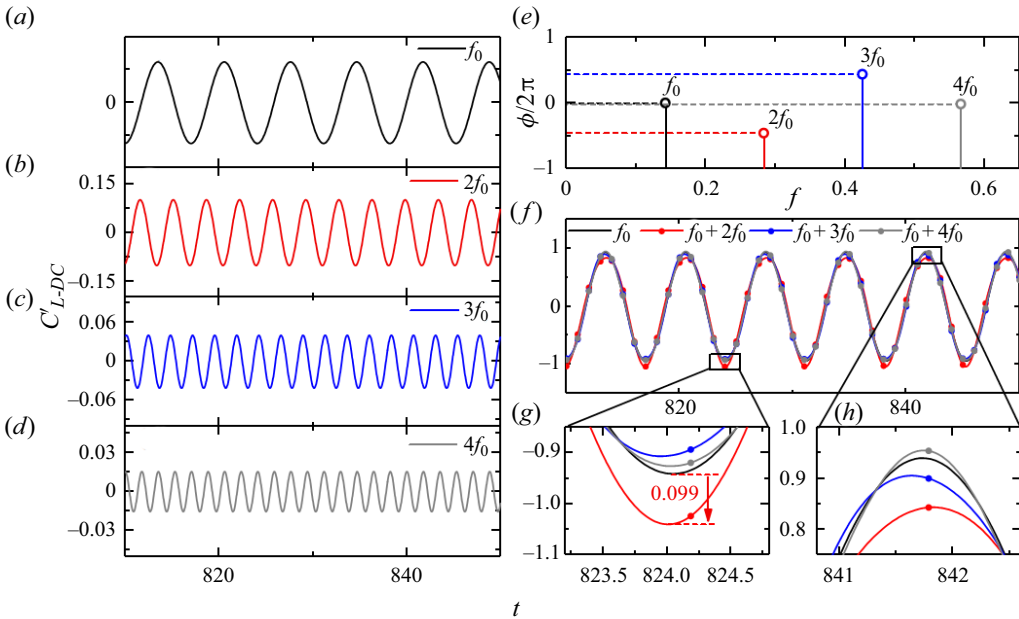 (a)
f0
0
(b)
2f0
0.15
0
−0.15
(c)
3f0
0.06
0
−0.06
(d)
4f0
0.03
0
−0.03
820 840
C′L-DC
(e)
1
0
−1
ϕ/2π
f0
2f0
3f0
4f0
0 0.2 0.4 0.6
f
(f)
f0 f0 + 2f0 f0 + 3f0 f0 + 4f0
1
0
−1
820 840
(g)
−0.9
−1.0
−1.1
0.099
823.5 824.0 824.5
(h)
1.0
0.9
0.8
841 842
t